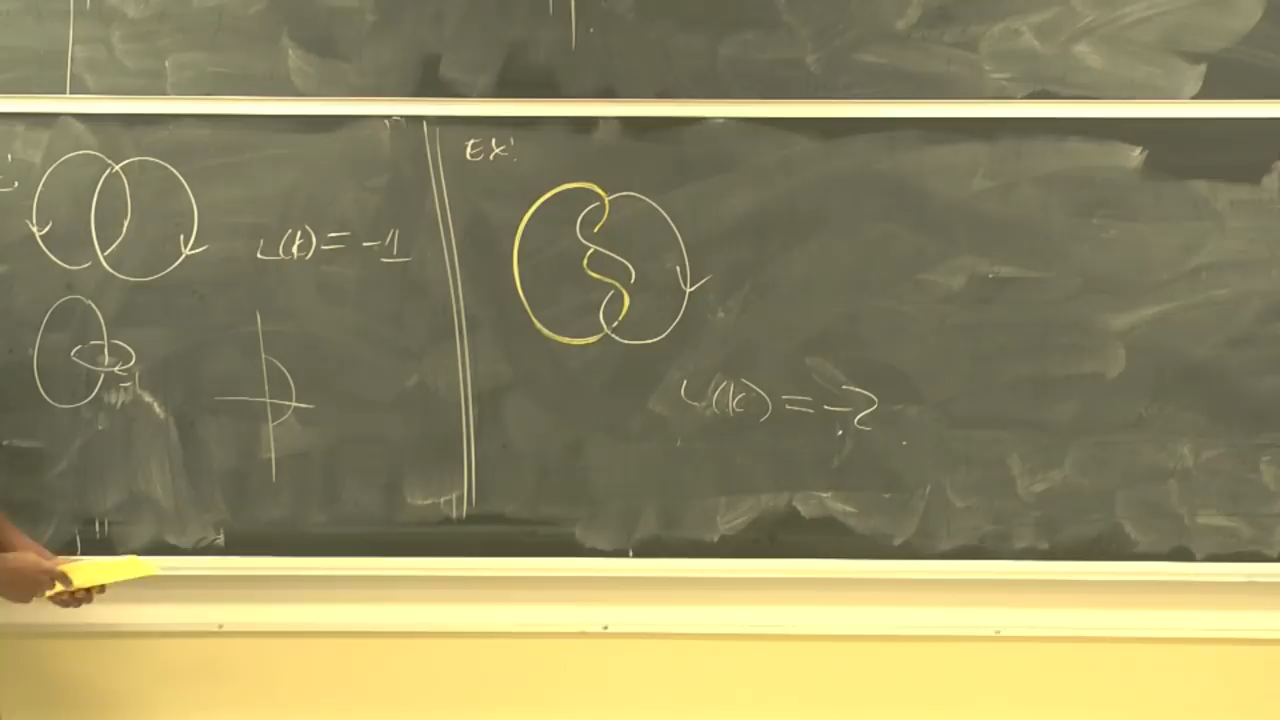 L(k) = -1
EX:
L(k) = -2